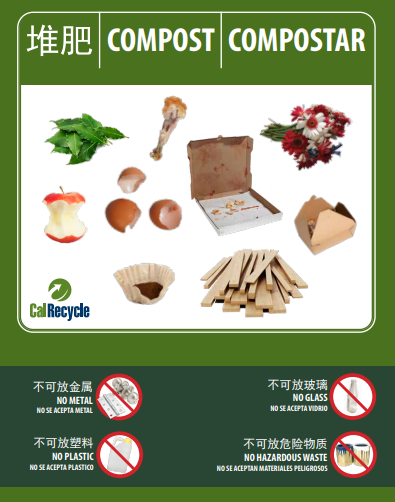 堆肥 COMPOST COMPOSTAR
CalRecycle
不可放金属
NO METAL
NO SE ACEPTA METAL
不可放玻璃
NO GLASS
NO SE ACEPTA VIDRIO
不可放塑料
NO PLASTIC
NO SE ACEPTA PLASTICO
不可放危险物质
NO HAZARDOUS WASTE
NO SE ACEPTAN MATERIALES PELIGROSOS